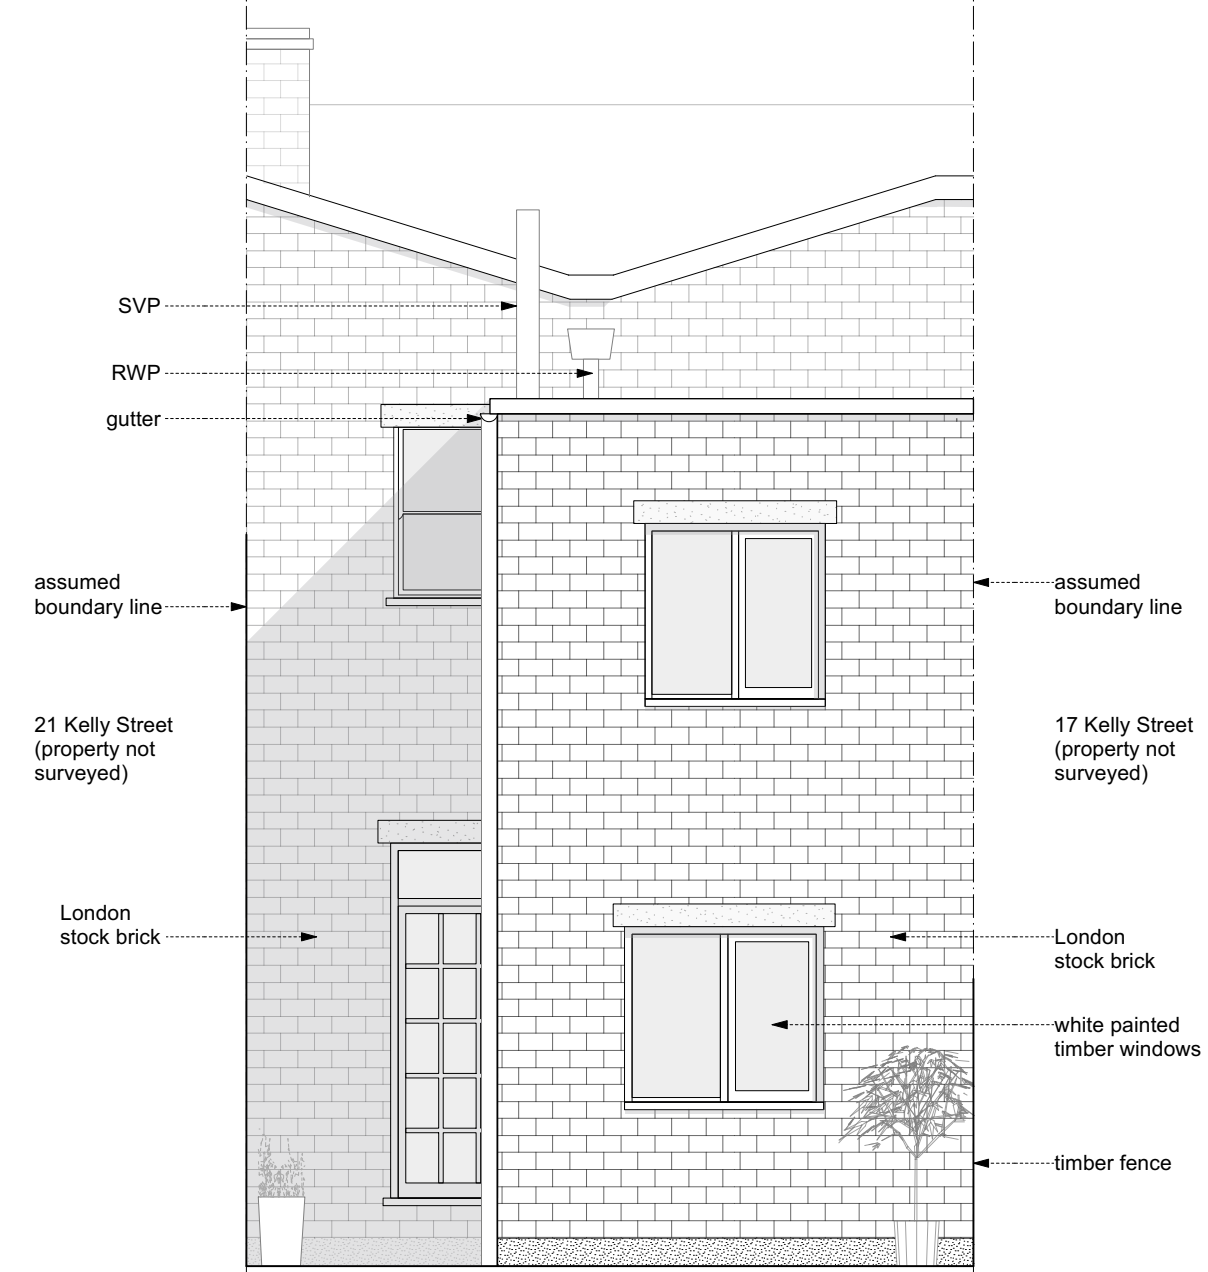 SVP
RWP
gutter
assumed
boundary line
21 Kelly Street
(property not
surveyed)
London
stock brick
assumed
boundary line
17 Kelly Street
(property not
surveyed)
London
stock brick
white painted
timber windows
timber fence